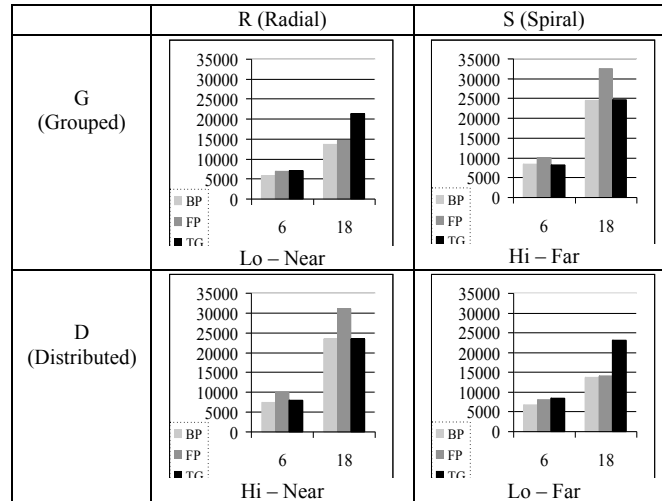 R (Radial) S (Spiral)
G
(Grouped)
35000
30000
25000
20000
15000
10000
5000
0
BP
FP
TG
6 18
Lo – Near
35000
30000
25000
20000
15000
10000
5000
0
BP
FP
TG
6 18
Hi – Far
D
(Distributed)
35000
30000
25000
20000
15000
10000
5000
0
BP
FP
TG
6 18
Hi – Near
35000
30000
25000
20000
15000
10000
5000
0
BP
FP
TG
6 18
Lo – Far